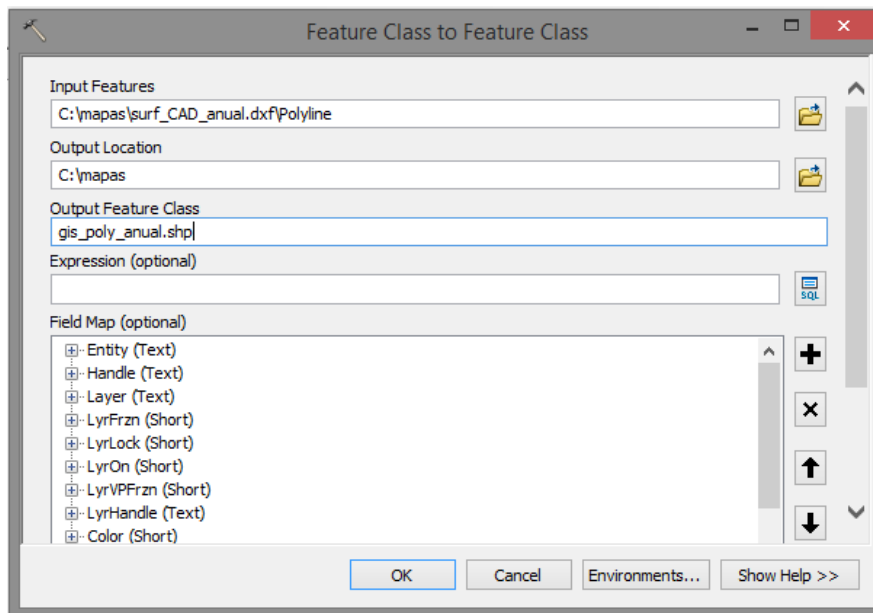 Feature Class to Feature Class
Input Features
C:\mapas\surf_CAD_anual.dxf\Polyline
Output Location
C:\mapas
Output Feature Class
gis_poly_anual.shp
Expression (optional)
SQL
Field Map (optional)
Entity (Text)
Handle (Text)
Layer (Text)
LyrFrzn (Short)
LyrLock (Short)
LyrOn (Short)
LyrVPFrzn (Short)
LyrHandle (Text)
Color (Short)
OK Cancel Environments... Show Help >>